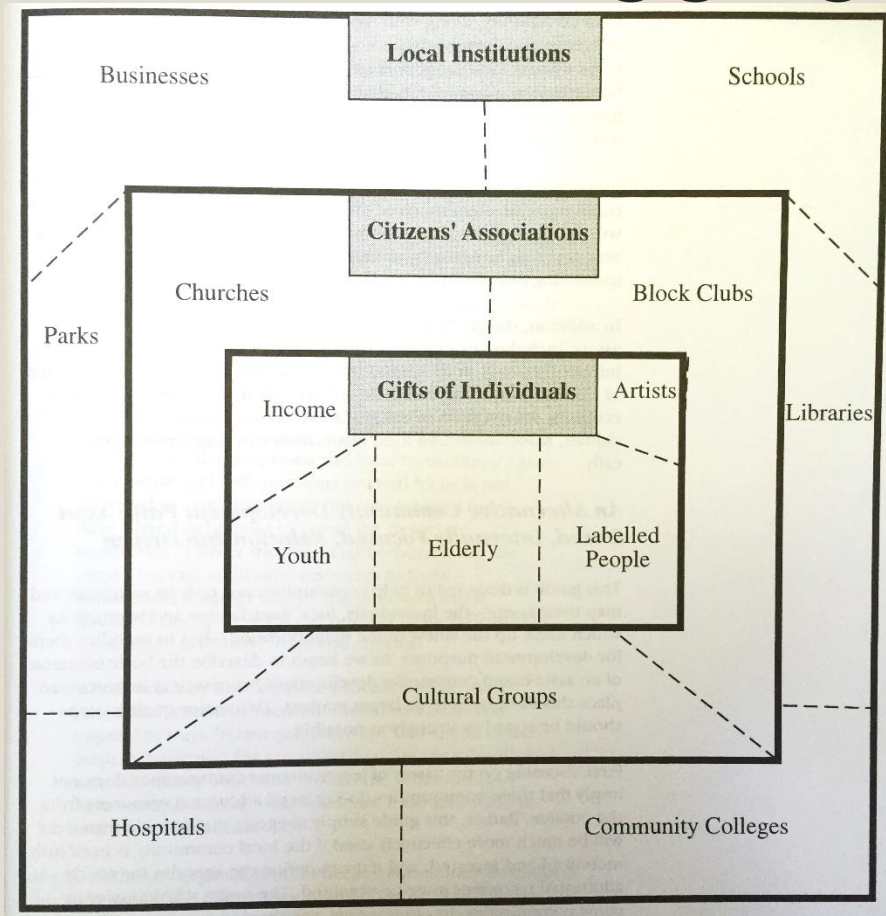 Local Institutions
Businesses
Schools
Citizens' Associations
Churches
Block Clubs
Parks
Libraries
Gifts of Individuals
Income
Artists
Youth
Elderly
Labelled
People
Cultural Groups
Hospitals
Community Colleges